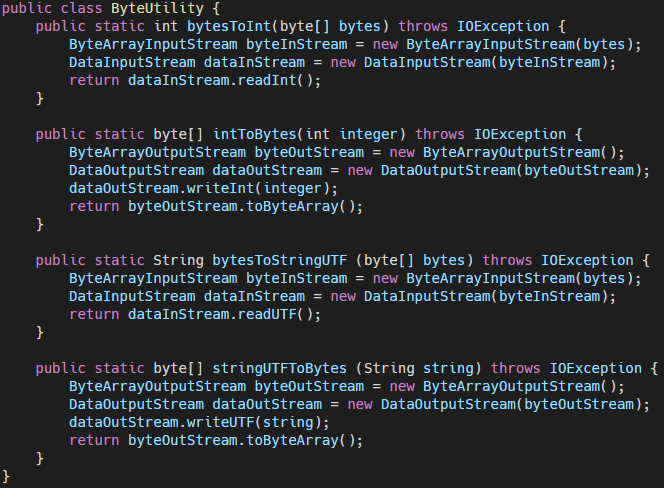 public class ByteUtility {
    public static int bytesToInt(byte[] bytes) throws IOException {
        ByteArrayInputStream byteInStream = new ByteArrayInputStream(bytes);
        DataInputStream dataInStream = new DataInputStream(byteInStream);
        return dataInStream.readInt();
    }

    public static byte[] intToBytes(int integer) throws IOException {
        ByteArrayOutputStream byteOutStream = new ByteArrayOutputStream();
        DataOutputStream dataOutStream = new DataOutputStream(byteOutStream);
        dataOutStream.writeInt(integer);
        return byteOutStream.toByteArray();
    }

    public static String bytesToStringUTF (byte[] bytes) throws IOException {
        ByteArrayInputStream byteInStream = new ByteArrayInputStream(bytes);
        DataInputStream dataInStream = new DataInputStream(byteInStream);
        return dataInStream.readUTF();
    }

    public static byte[] stringUTFToBytes (String string) throws IOException {
        ByteArrayOutputStream byteOutStream = new ByteArrayOutputStream();
        DataOutputStream dataOutStream = new DataOutputStream(byteOutStream);
        dataOutStream.writeUTF(string);
        return byteOutStream.toByteArray();
    }
}